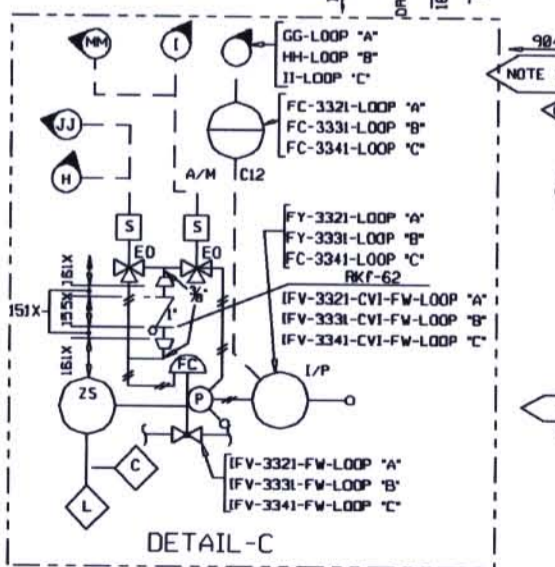 MM
I
GG-LOOP "A"
HH-LOOP "B"
II-LOOP "C"
904
NOTE
JJ
FC-3321-LOOP "A"
FC-3331-LOOP "B"
FC-3341-LOOP "C"
H
A/M
C12
S
S
FY-3321-LOOP "A"
FY-3331-LOOP "B"
FC-3341-LOOP "C"
EO
EO
RKf-62
161X
151X
155X
1"
161X
IFV-3321-CVI-FW-LOOP "A"
IFV-3331-CVI-FW-LOOP "B"
IFV-3341-CVI-FW-LOOP "C"
FC
I/P
ZS
P
C
L
IFV-3321-FW-LOOP "A"
IFV-3331-FW-LOOP "B"
IFV-3341-FW-LOOP "C"
DETAIL-C